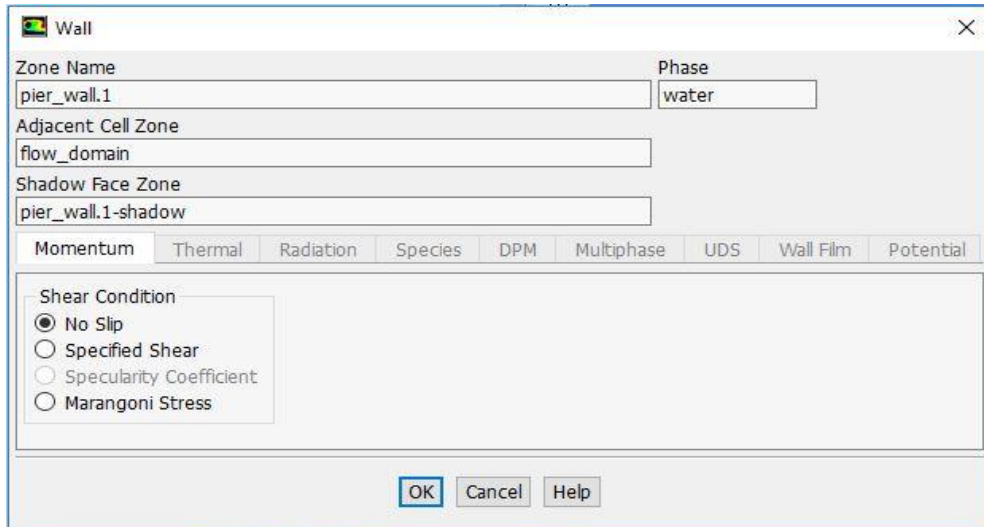 Wall
Zone Name
Phase
pier_wall.1
water
Adjacent Cell Zone
flow_domain
Shadow Face Zone
pier_wall.1-shadow
Momentum Thermal Radiation Species DPM Multiphase UDS Wall Film Potential
Shear Condition
No Slip
Specified Shear
Specularity Coefficient
Marangoni Stress
OK Cancel Help